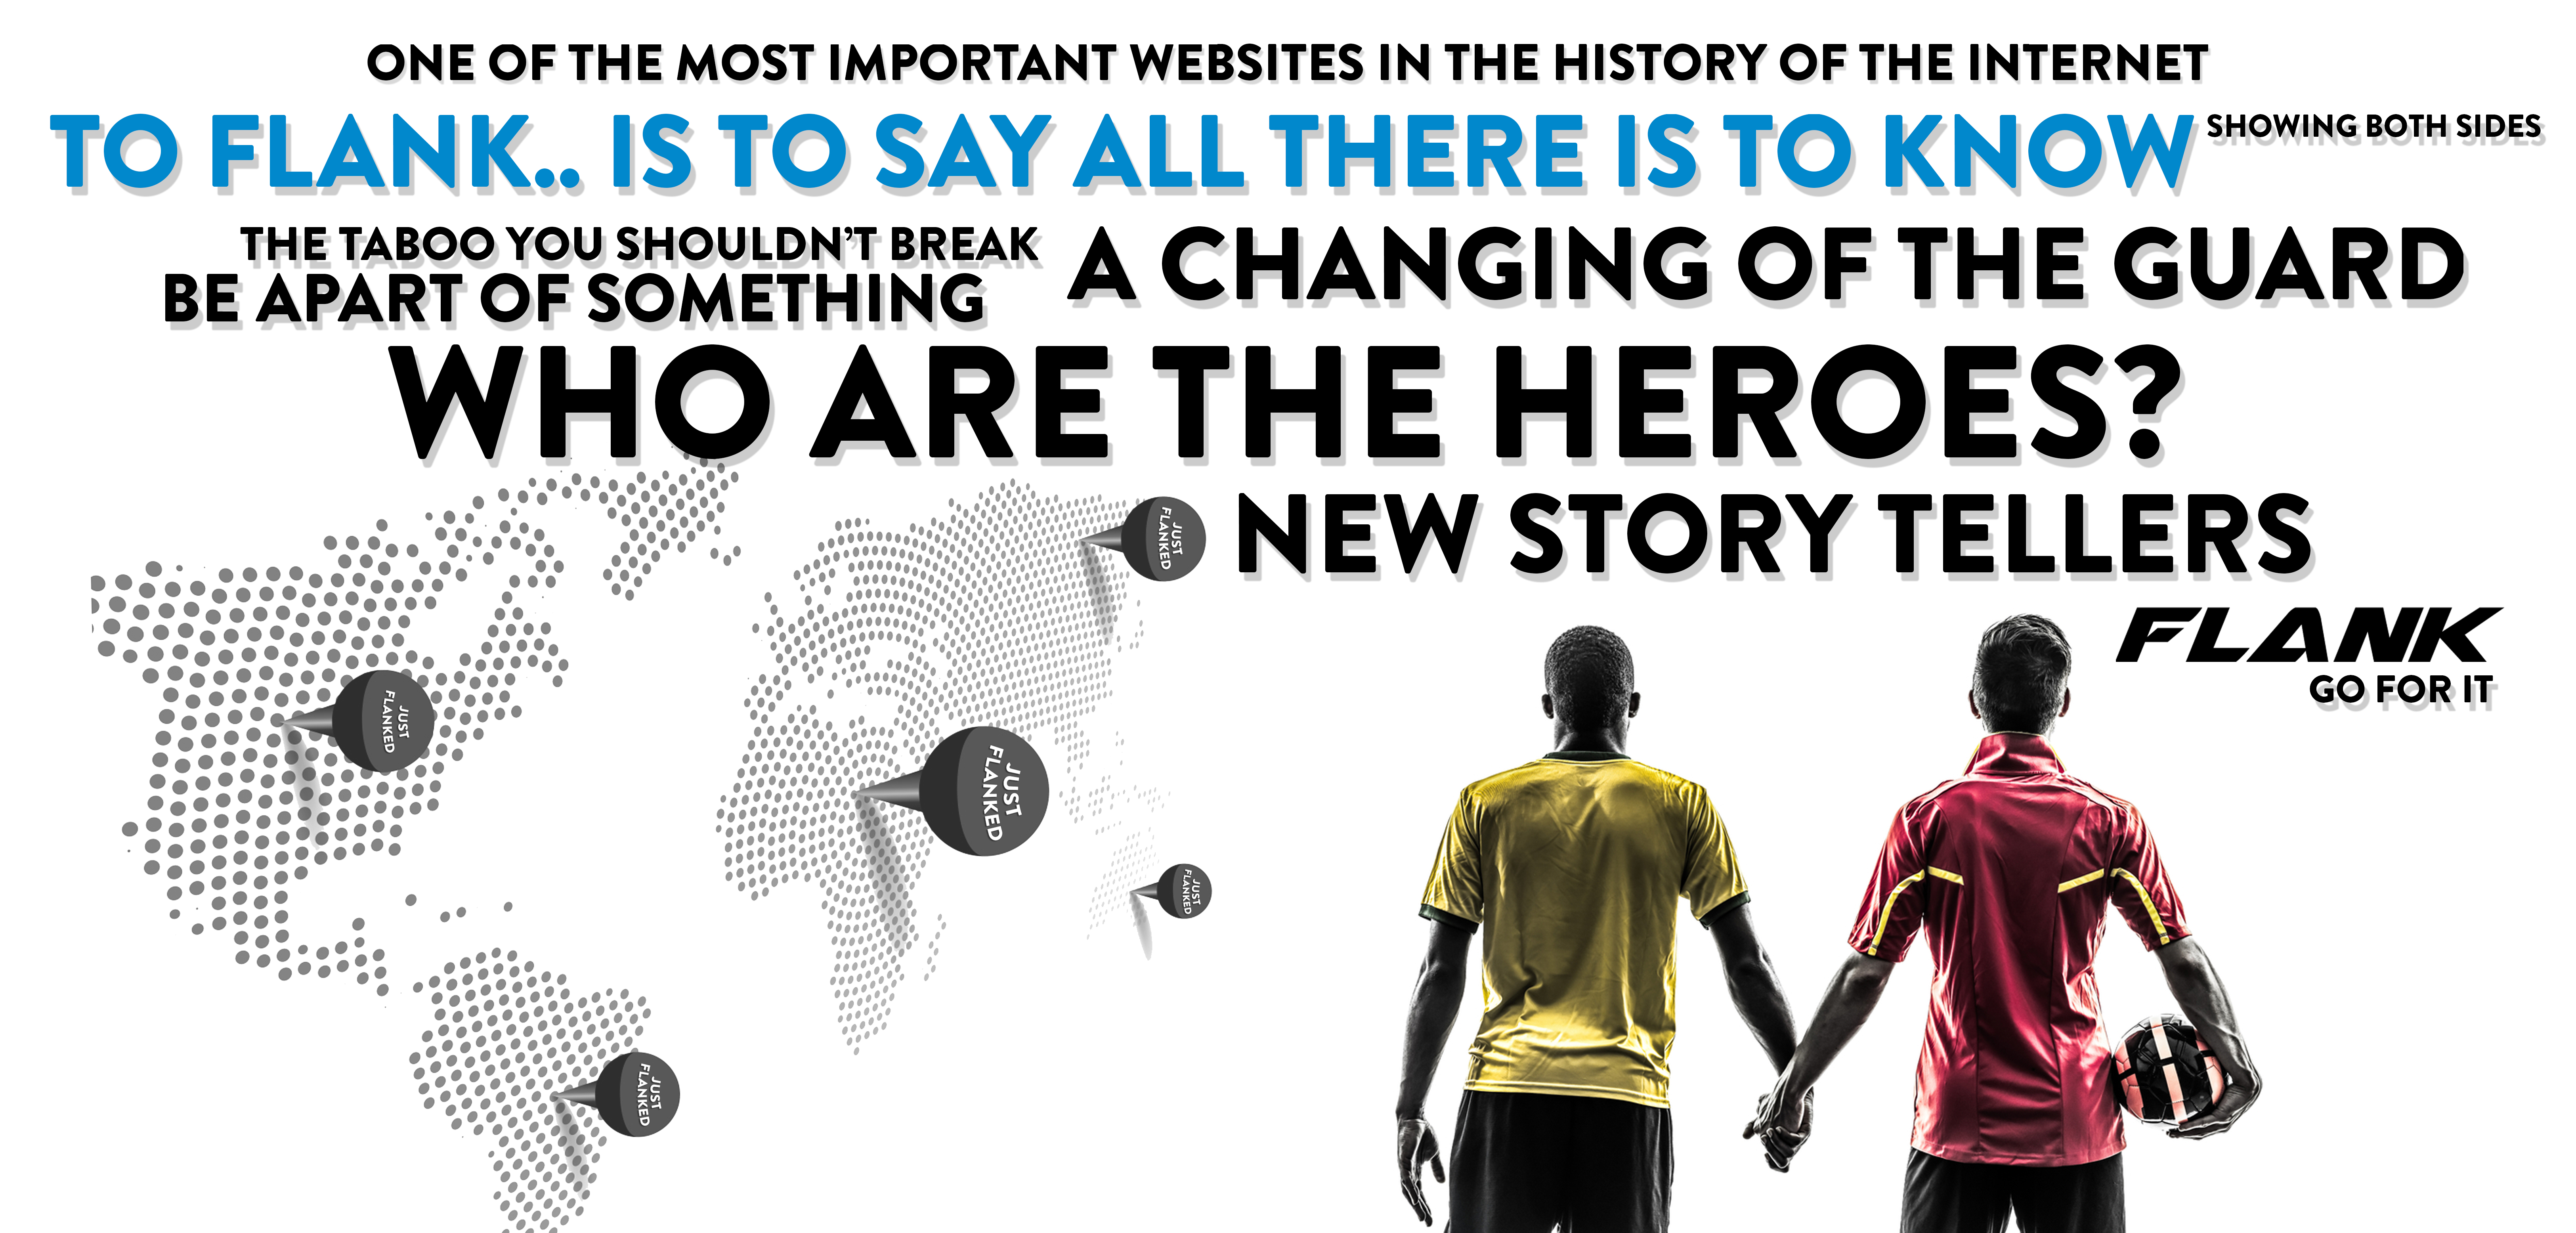 ONE OF THE MOST IMPORTANT WEBSITES IN THE HISTORY OF THE INTERNET
TO FLANK.. IS TO SAY ALL THERE IS TO KNOW
SHOWING BOTH SIDES
THE TABOO YOU SHOULDN'T BREAK
BE APART OF SOMETHING
A CHANGING OF THE GUARD
WHO ARE THE HEROES?
NEW STORY TELLERS
FLANK
GO FOR IT
JUST
FLANKED
JUST
FLANKED
JUST
FLANKED
JUST
FLANKED
JUST
FLANKED